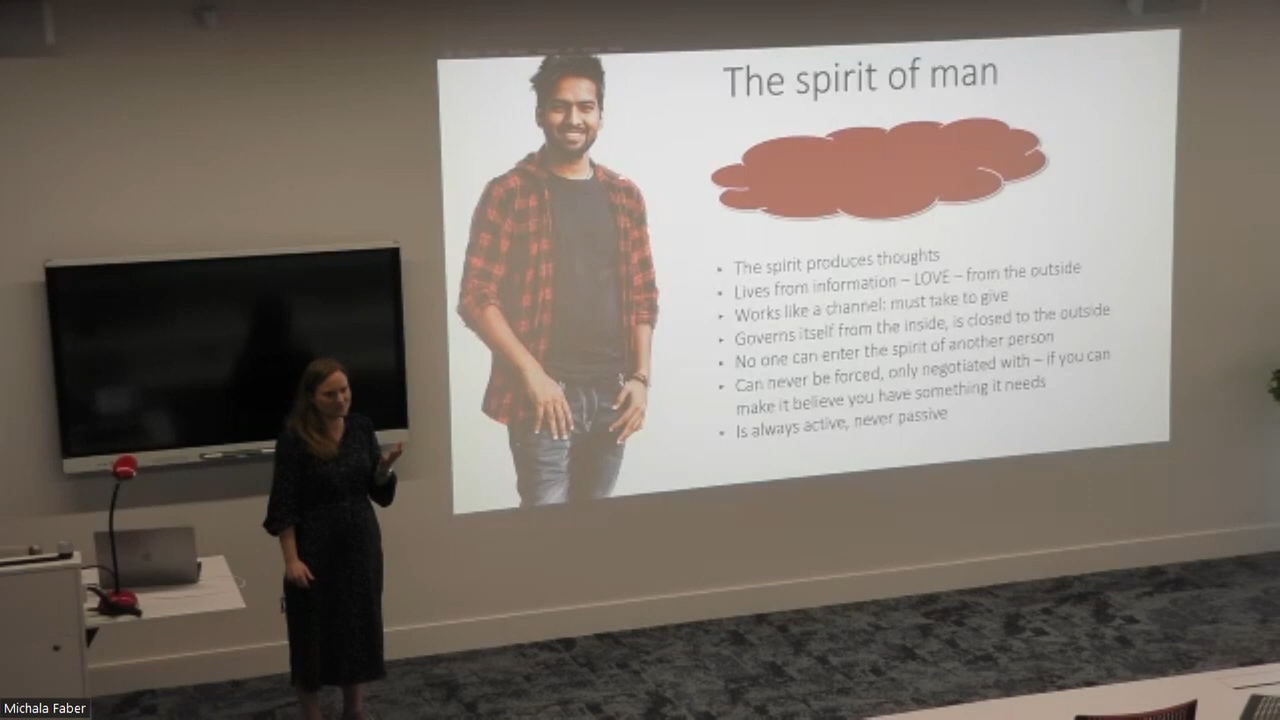 The spirit of man
• The spirit produces thoughts
• Lives from information – LOVE – from the outside
• Works like a channel: must take to give
• Governs itself from the inside, is closed to the outside
• No one can enter the spirit of another person
• Can never be forced, only negotiated with – if you can
make it believe you have something it needs
• Is always active, never passive
Michala Faber